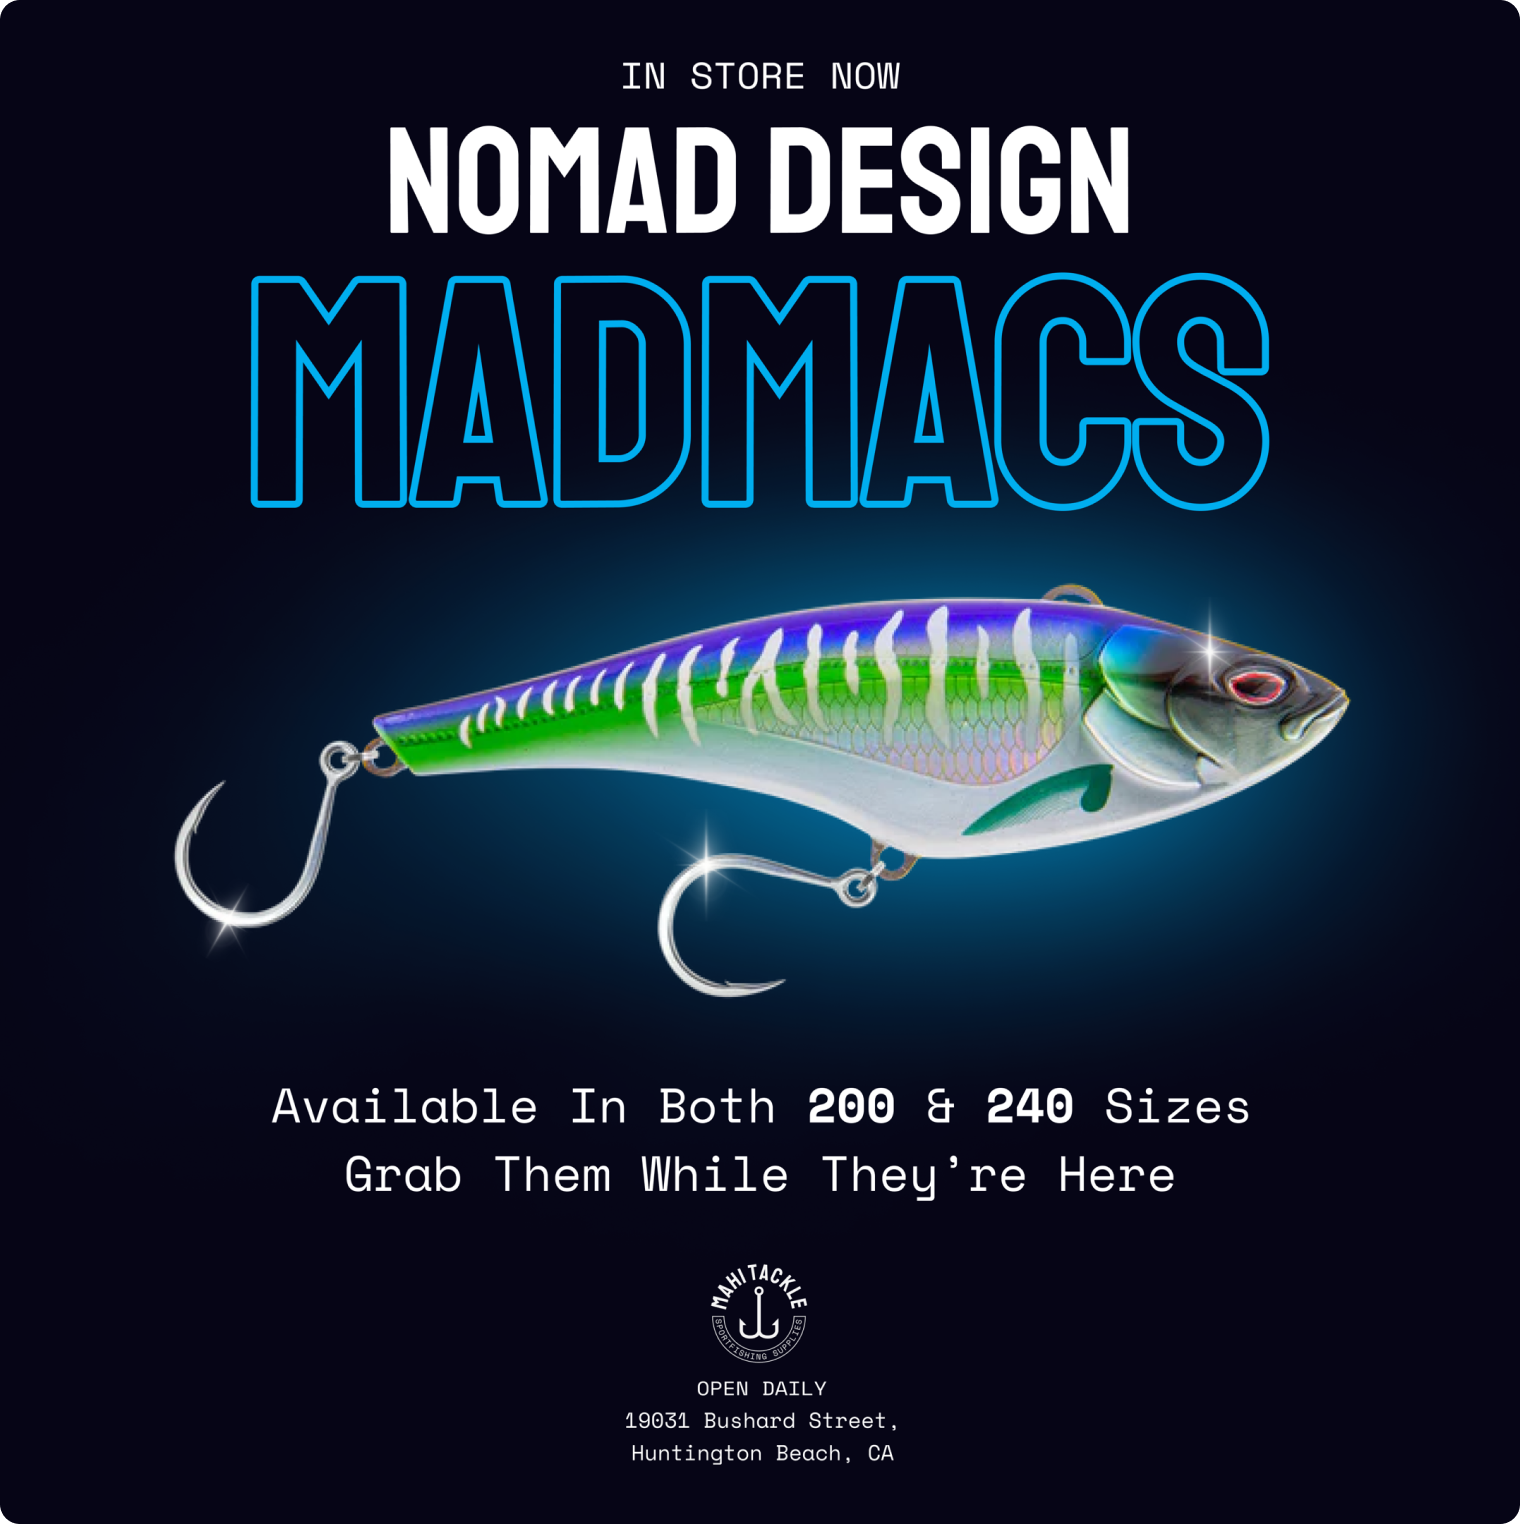 IN STORE NOW
NOMAD DESIGN
MADMACS
Available In Both 200 & 240 Sizes
Grab Them While They’re Here
MAHI TACKLE
SPORTFISHING SUPPLIES
OPEN DAILY
19031 Bushard Street,
Huntington Beach, CA